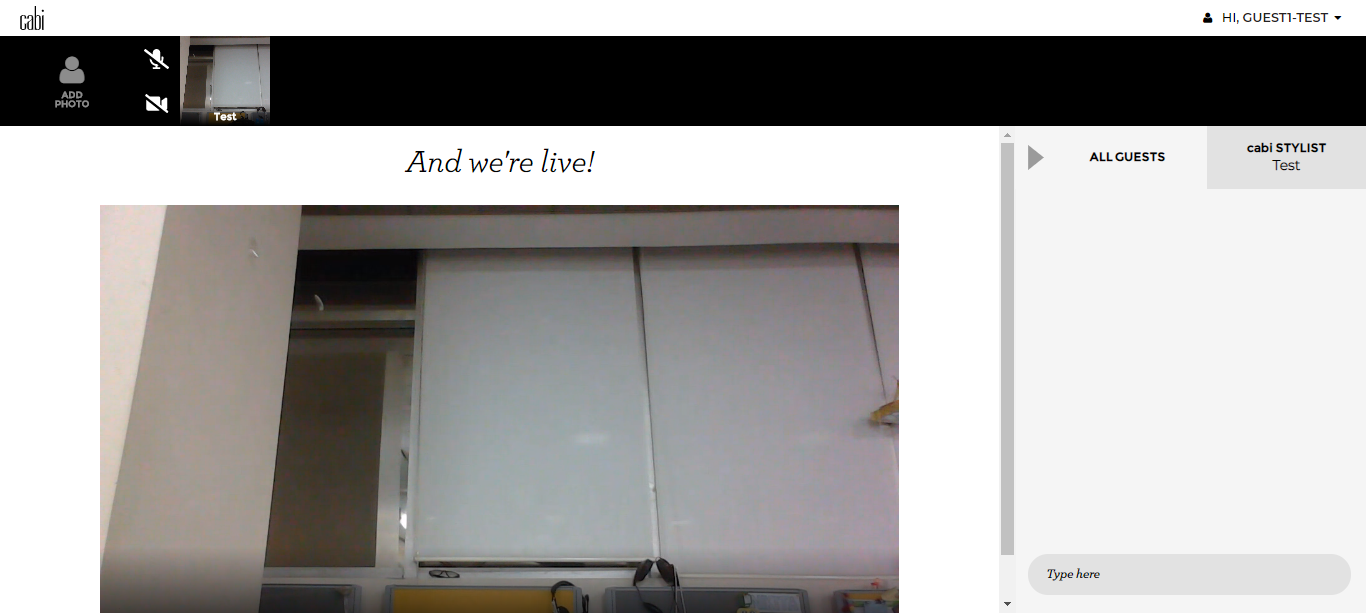 cabi
HI, GUEST1-TEST
ADD
PHOTO
Test
And we're live!
ALL GUESTS
cabi STYLIST
Test
Type here